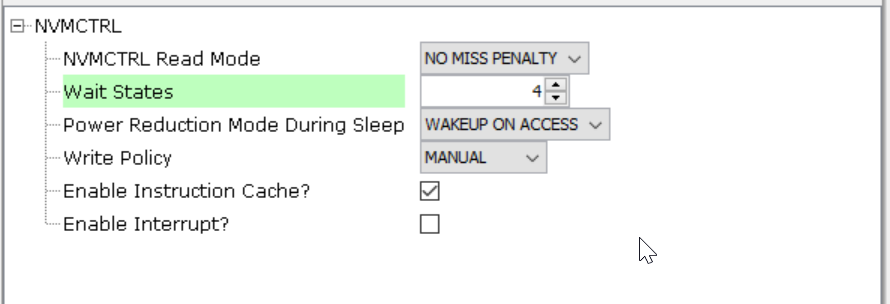 NVMCTRL
NVMCTRL Read Mode NO MISS PENALTY
Wait States 4
Power Reduction Mode During Sleep WAKEUP ON ACCESS
Write Policy MANUAL
Enable Instruction Cache?
Enable Interrupt?